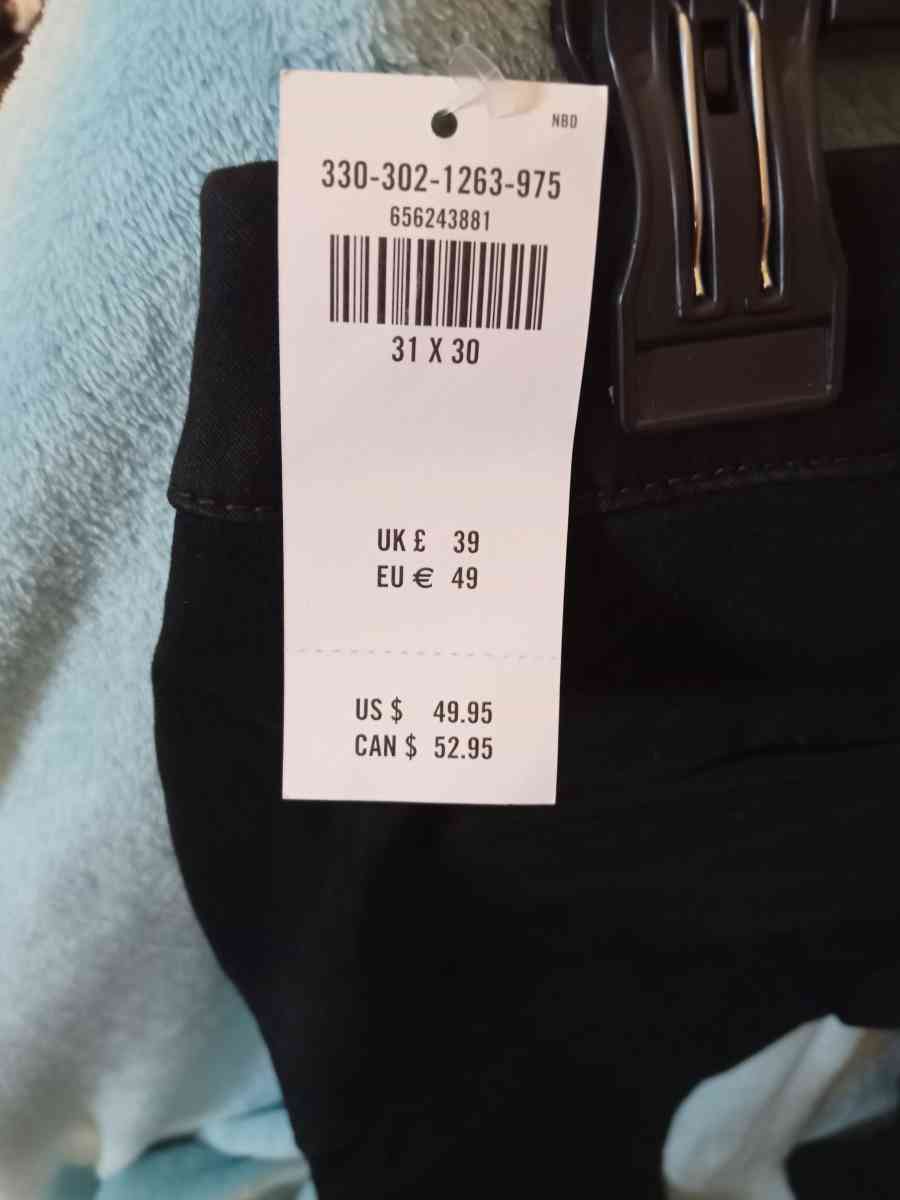 NBD
330-302-1263-975
656243881
31 X 30
UK £ 39
EU € 49
US $ 49.95
CAN $ 52.95